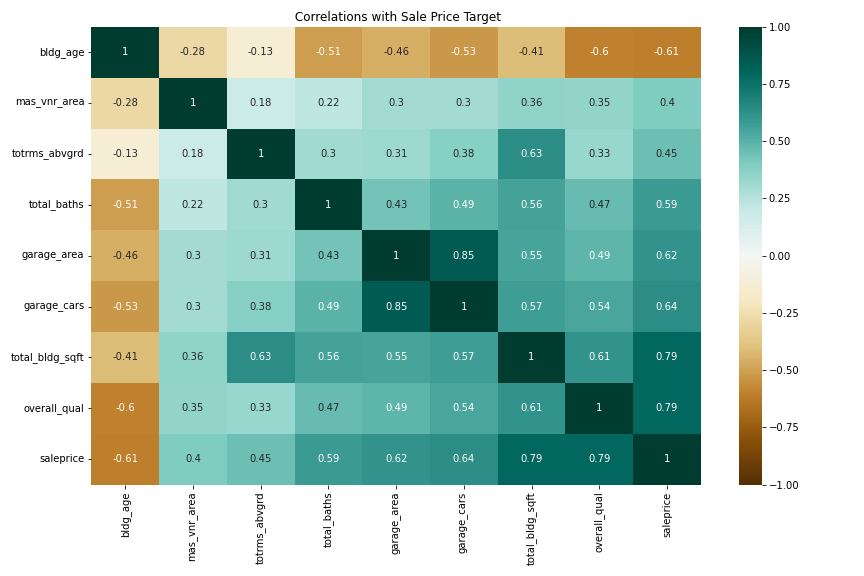 Correlations with Sale Price Target
bldg_age 1 -0.28 -0.13 -0.51 -0.46 -0.53 -0.41 -0.6 -0.61
mas_vnr_area -0.28 1 0.18 0.22 0.3 0.3 0.36 0.35 0.4
totrms_abvgrd -0.13 0.18 1 0.3 0.31 0.38 0.63 0.33 0.45
total_baths -0.51 0.22 0.3 1 0.43 0.49 0.56 0.47 0.59
garage_area -0.46 0.3 0.31 0.43 1 0.85 0.55 0.49 0.62
garage_cars -0.53 0.3 0.38 0.49 0.85 1 0.57 0.54 0.64
total_bldg_sqft -0.41 0.36 0.63 0.56 0.55 0.57 1 0.61 0.79
overall_qual -0.6 0.35 0.33 0.47 0.49 0.54 0.61 1 0.79
saleprice -0.61 0.4 0.45 0.59 0.62 0.64 0.79 0.79 1
bldg_age
mas_vnr_area
totrms_abvgrd
total_baths
garage_area
garage_cars
total_bldg_sqft
overall_qual
saleprice
1.00
0.75
0.50
0.25
0.00
−0.25
−0.50
−0.75
−1.00